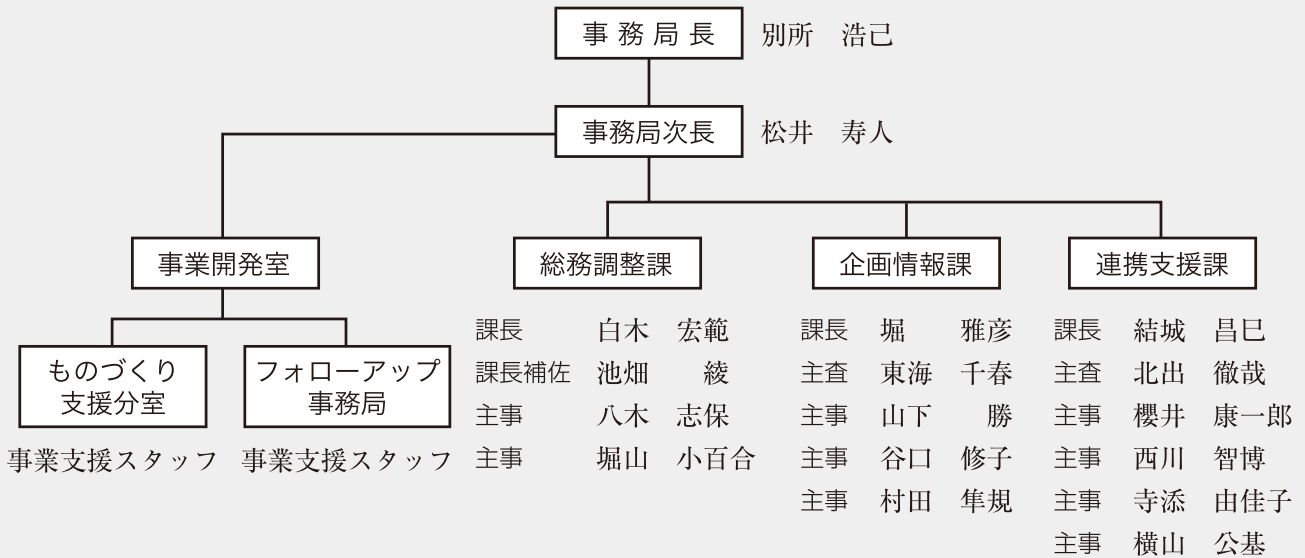 事務局長 別所 浩己
事務局次長 松井 寿人
事業開発室
ものづくり
支援分室
事業支援スタッフ
フォローアップ
事務局
事業支援スタッフ
総務調整課
課長 白木 宏範
課長補佐 池畑 綾
主事 八木 志保
主事 堀山 小百合
企画情報課
課長 堀 雅彦
主査 東海 千春
主事 山下 勝
主事 谷口 修子
主事 村田 隼規
連携支援課
課長 結城 昌巳
主査 北出 徹哉
主事 櫻井 康一郎
主事 西川 智博
主事 寺添 由佳子
主事 横山 公基